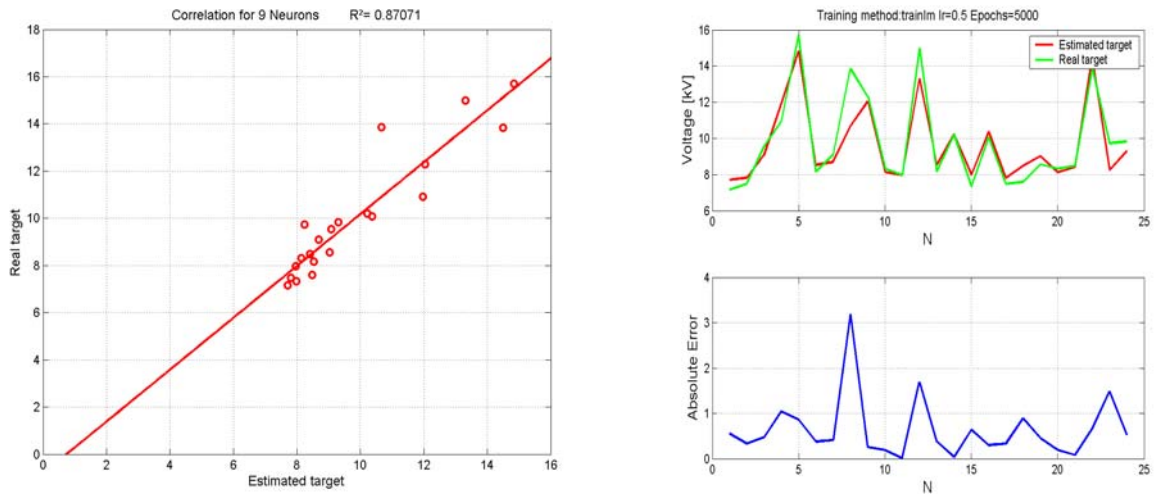 Correlation for 9 Neurons R²= 0.87071
18
16
14
12
10
8
6
4
2
0
Real target
0 2 4 6 8 10 12 14 16
Estimated target
Training method:trainlm lr=0.5 Epochs=5000
16
14
12
10
8
6
Voltage [kV]
Estimated target
Real target
0 5 10 15 20 25
N
4
3
2
1
0
Absolute Error
0 5 10 15 20 25
N